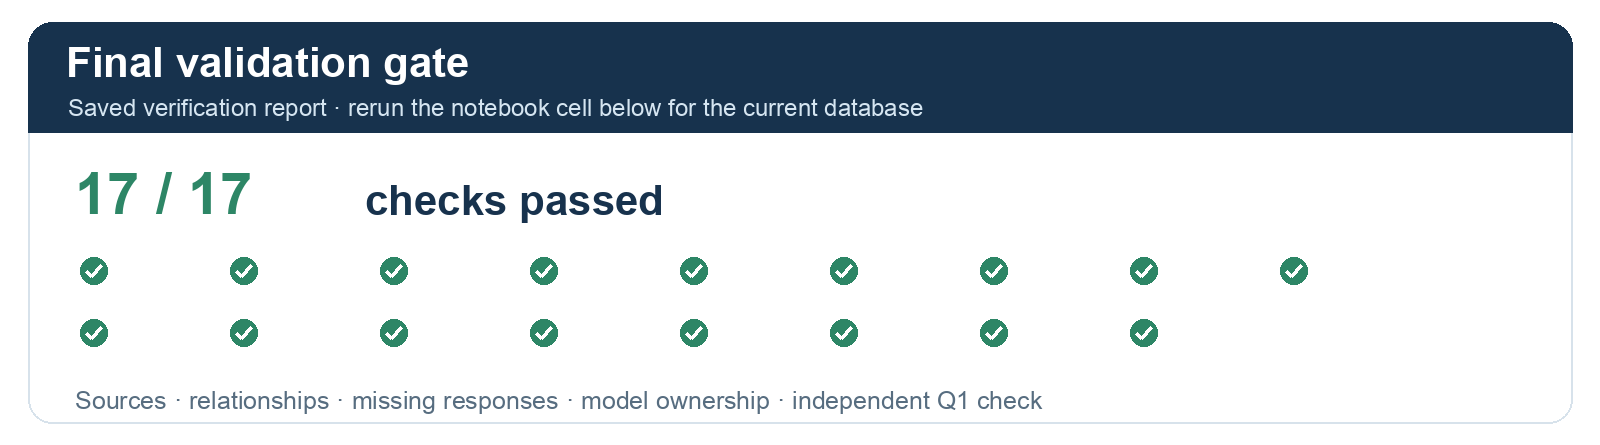 Final validation gate
Saved verification report · rerun the notebook cell below for the current database
17 / 17 checks passed
Sources · relationships · missing responses · model ownership · independent Q1 check